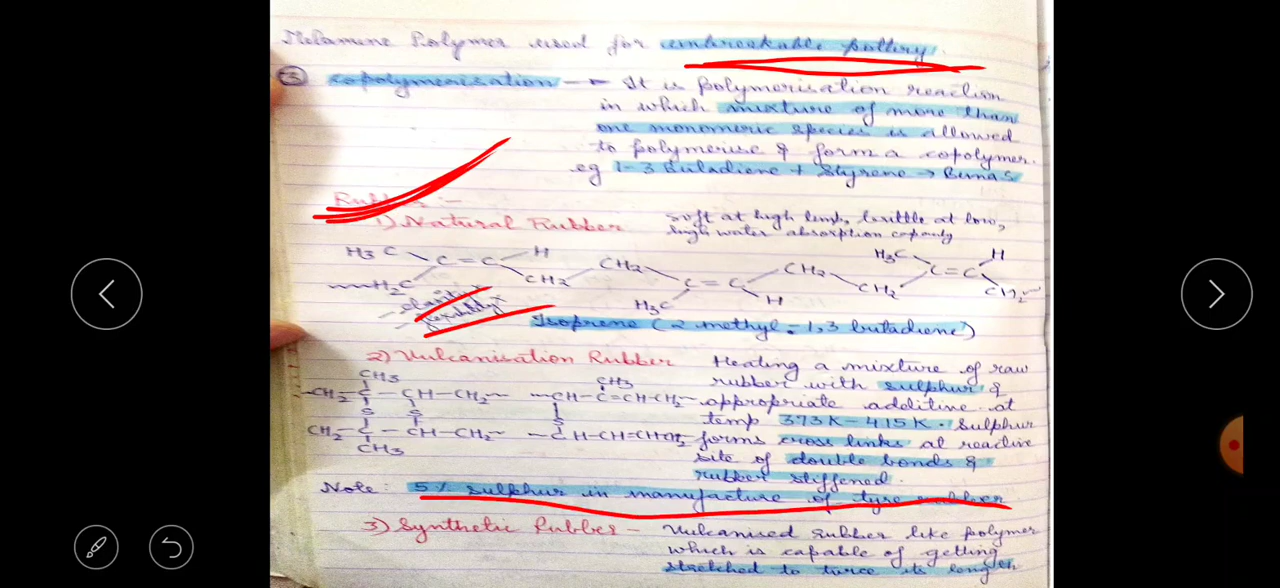 Melamine Polymer used for unbreakable pottery.
③ copolymerisation → It is polymerisation reaction
in which mixture of more than
one monomeric species is allowed
to polymerise & form a copolymer.
eg 1-3 Butadiene + Styrene → Buna S
Rubber :-
1) Natural Rubber soft at high temp, brittle at low,
high water absorption capacity
H3C C=C H CH2 CH2 C=C CH2 CH2 H3C C=C H
H2C H3C H CH2
Isoprene (2 methyl - 1,3 butadiene)
2) Vulcanisation Rubber Heating a mixture of raw
CH3 CH3 rubber with sulphur &
-CH2-C-CH-CH2- -CH-C=CH-CH2- appropriate additive at
S S S temp 373K-415K. Sulphur
CH2-C-CH-CH2- -CH-CH=CH-CH2 forms cross links at reactive
CH3 site of double bonds &
rubber stiffened.
Note: 5% sulphur in manufacture of tyre rubber
3) Synthetic Rubber - Vulcanised rubber like polymer
which is capable of getting
stretched to twice its longer